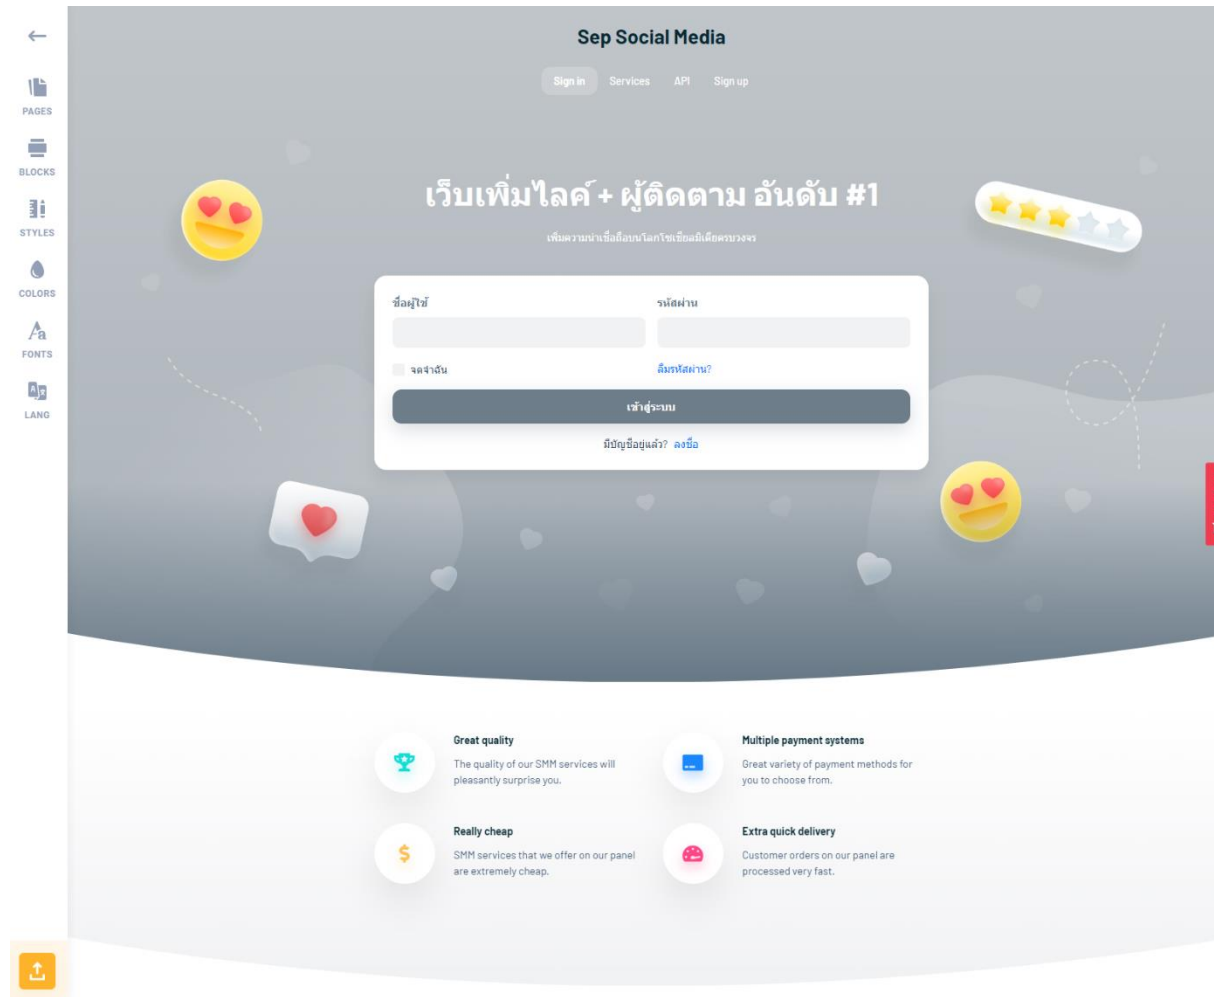 Sep Social Media
Sign in Services API Sign up
PAGES
BLOCKS
STYLES
COLORS
FONTS
LANG
เว็บเพิ่มไลค์ + ผู้ติดตาม อันดับ #1
เพิ่มความน่าเชื่อถือบนโลกโซเชียลมิเดียครบวงจร
ชื่อผู้ใช้ รหัสผ่าน
จดจำฉัน ลืมรหัสผ่าน?
เข้าสู่ระบบ
มีบัญชีอยู่แล้ว? ลงชื่อ
Great quality
The quality of our SMM services will
pleasantly surprise you.
Multiple payment systems
Great variety of payment methods for
you to choose from.
Really cheap
SMM services that we offer on our panel
are extremely cheap.
Extra quick delivery
Customer orders on our panel are
processed very fast.